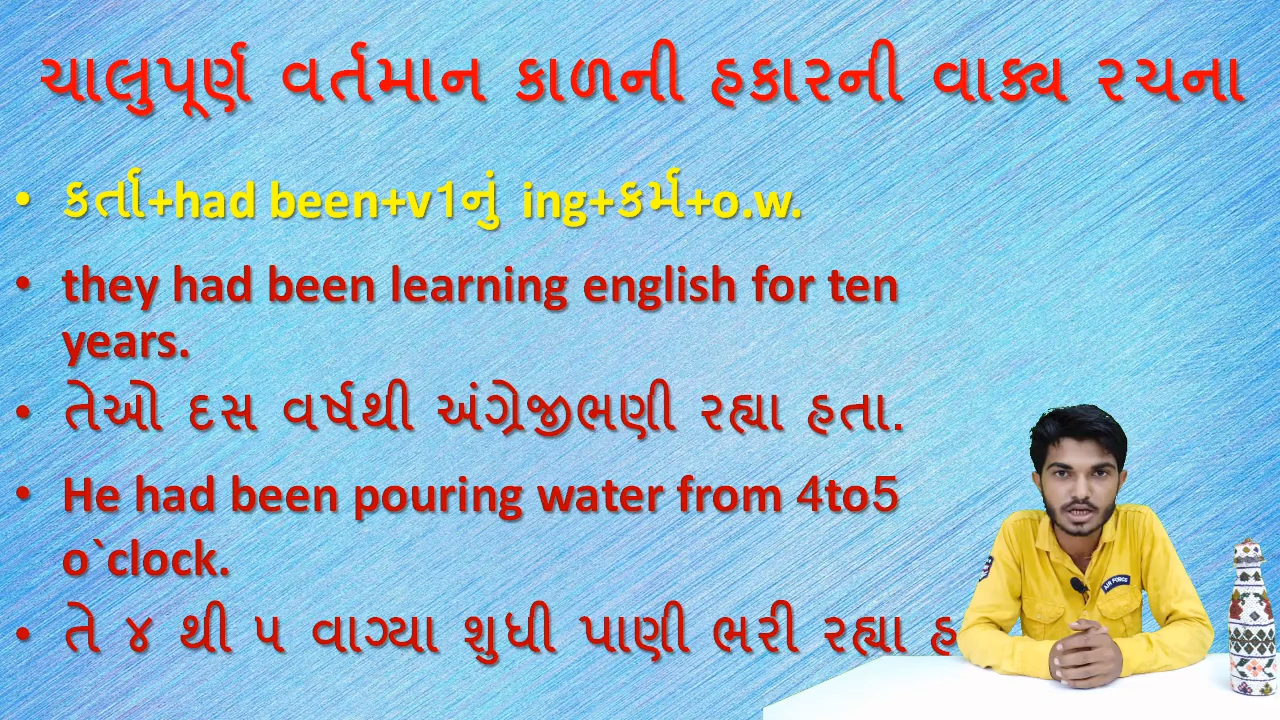 ચાલુપૂર્ણ વર્તમાન કાળની હકારની વાક્ય રચના
• કર્તા+had been+v1નું ing+કર્મ+o.w.
• they had been learning english for ten
years.
• તેઓ દસ વર્ષથી અંગ્રેજીભણી રહ્યા હતા.
• He had been pouring water from 4to5
o`clock.
• તે ૪ થી ૫ વાગ્યા શુધી પાણી ભરી રહ્યા હ
AIR FORCE